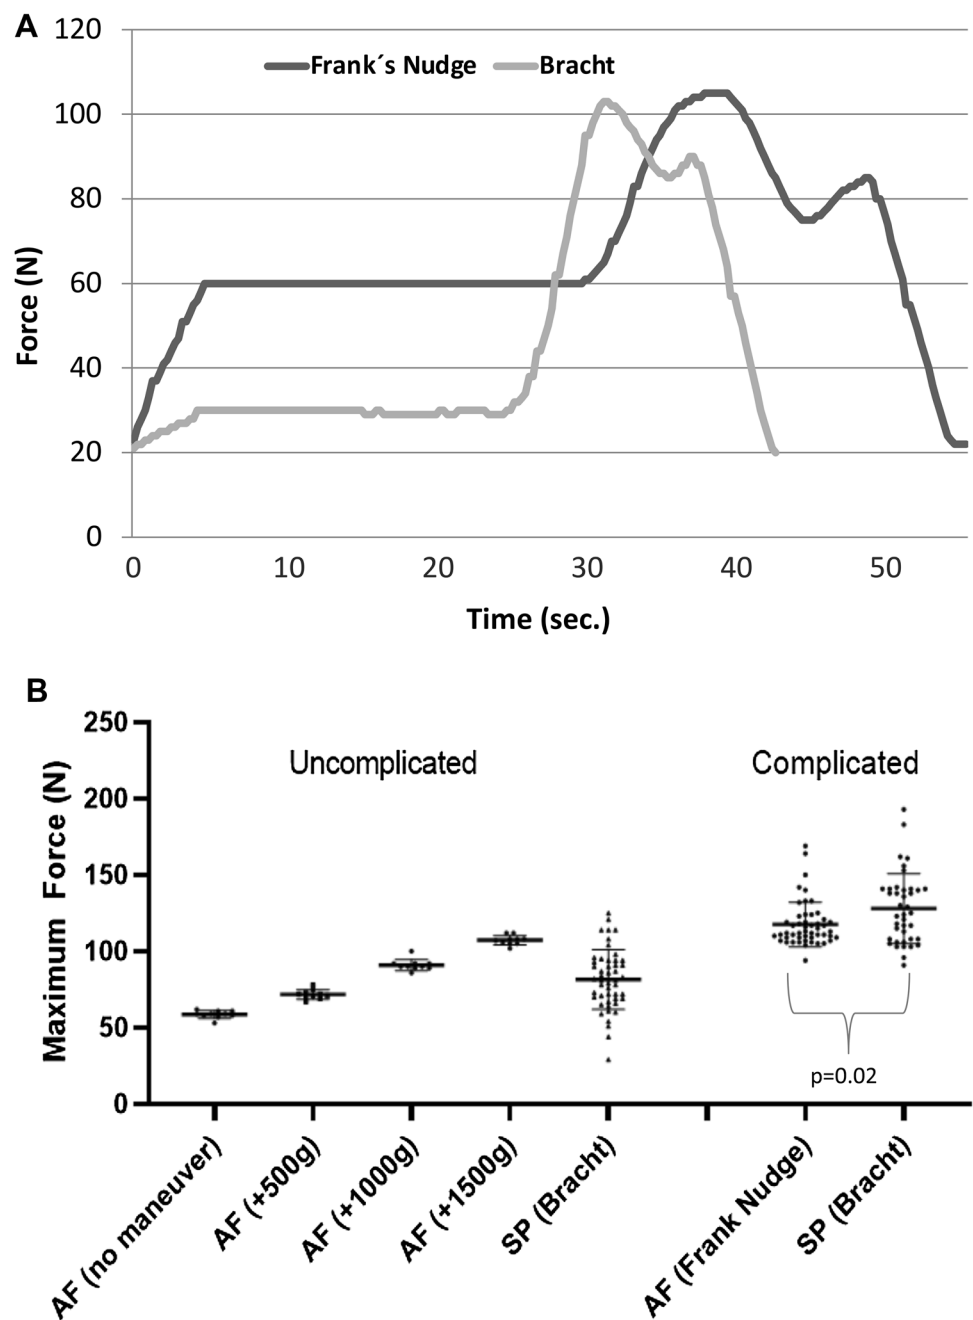 A
120
Frank´s Nudge Bracht
100
80
60
40
20
0
Force (N)
0 10 20 30 40 50
Time (sec.)
B
250
Uncomplicated Complicated
200
150
100
50
0
Maximum Force (N)
p=0.02
AF (no maneuver)
AF (+500g)
AF (+1000g)
AF (+1500g)
SP (Bracht)
AF (Frank Nudge)
SP (Bracht)